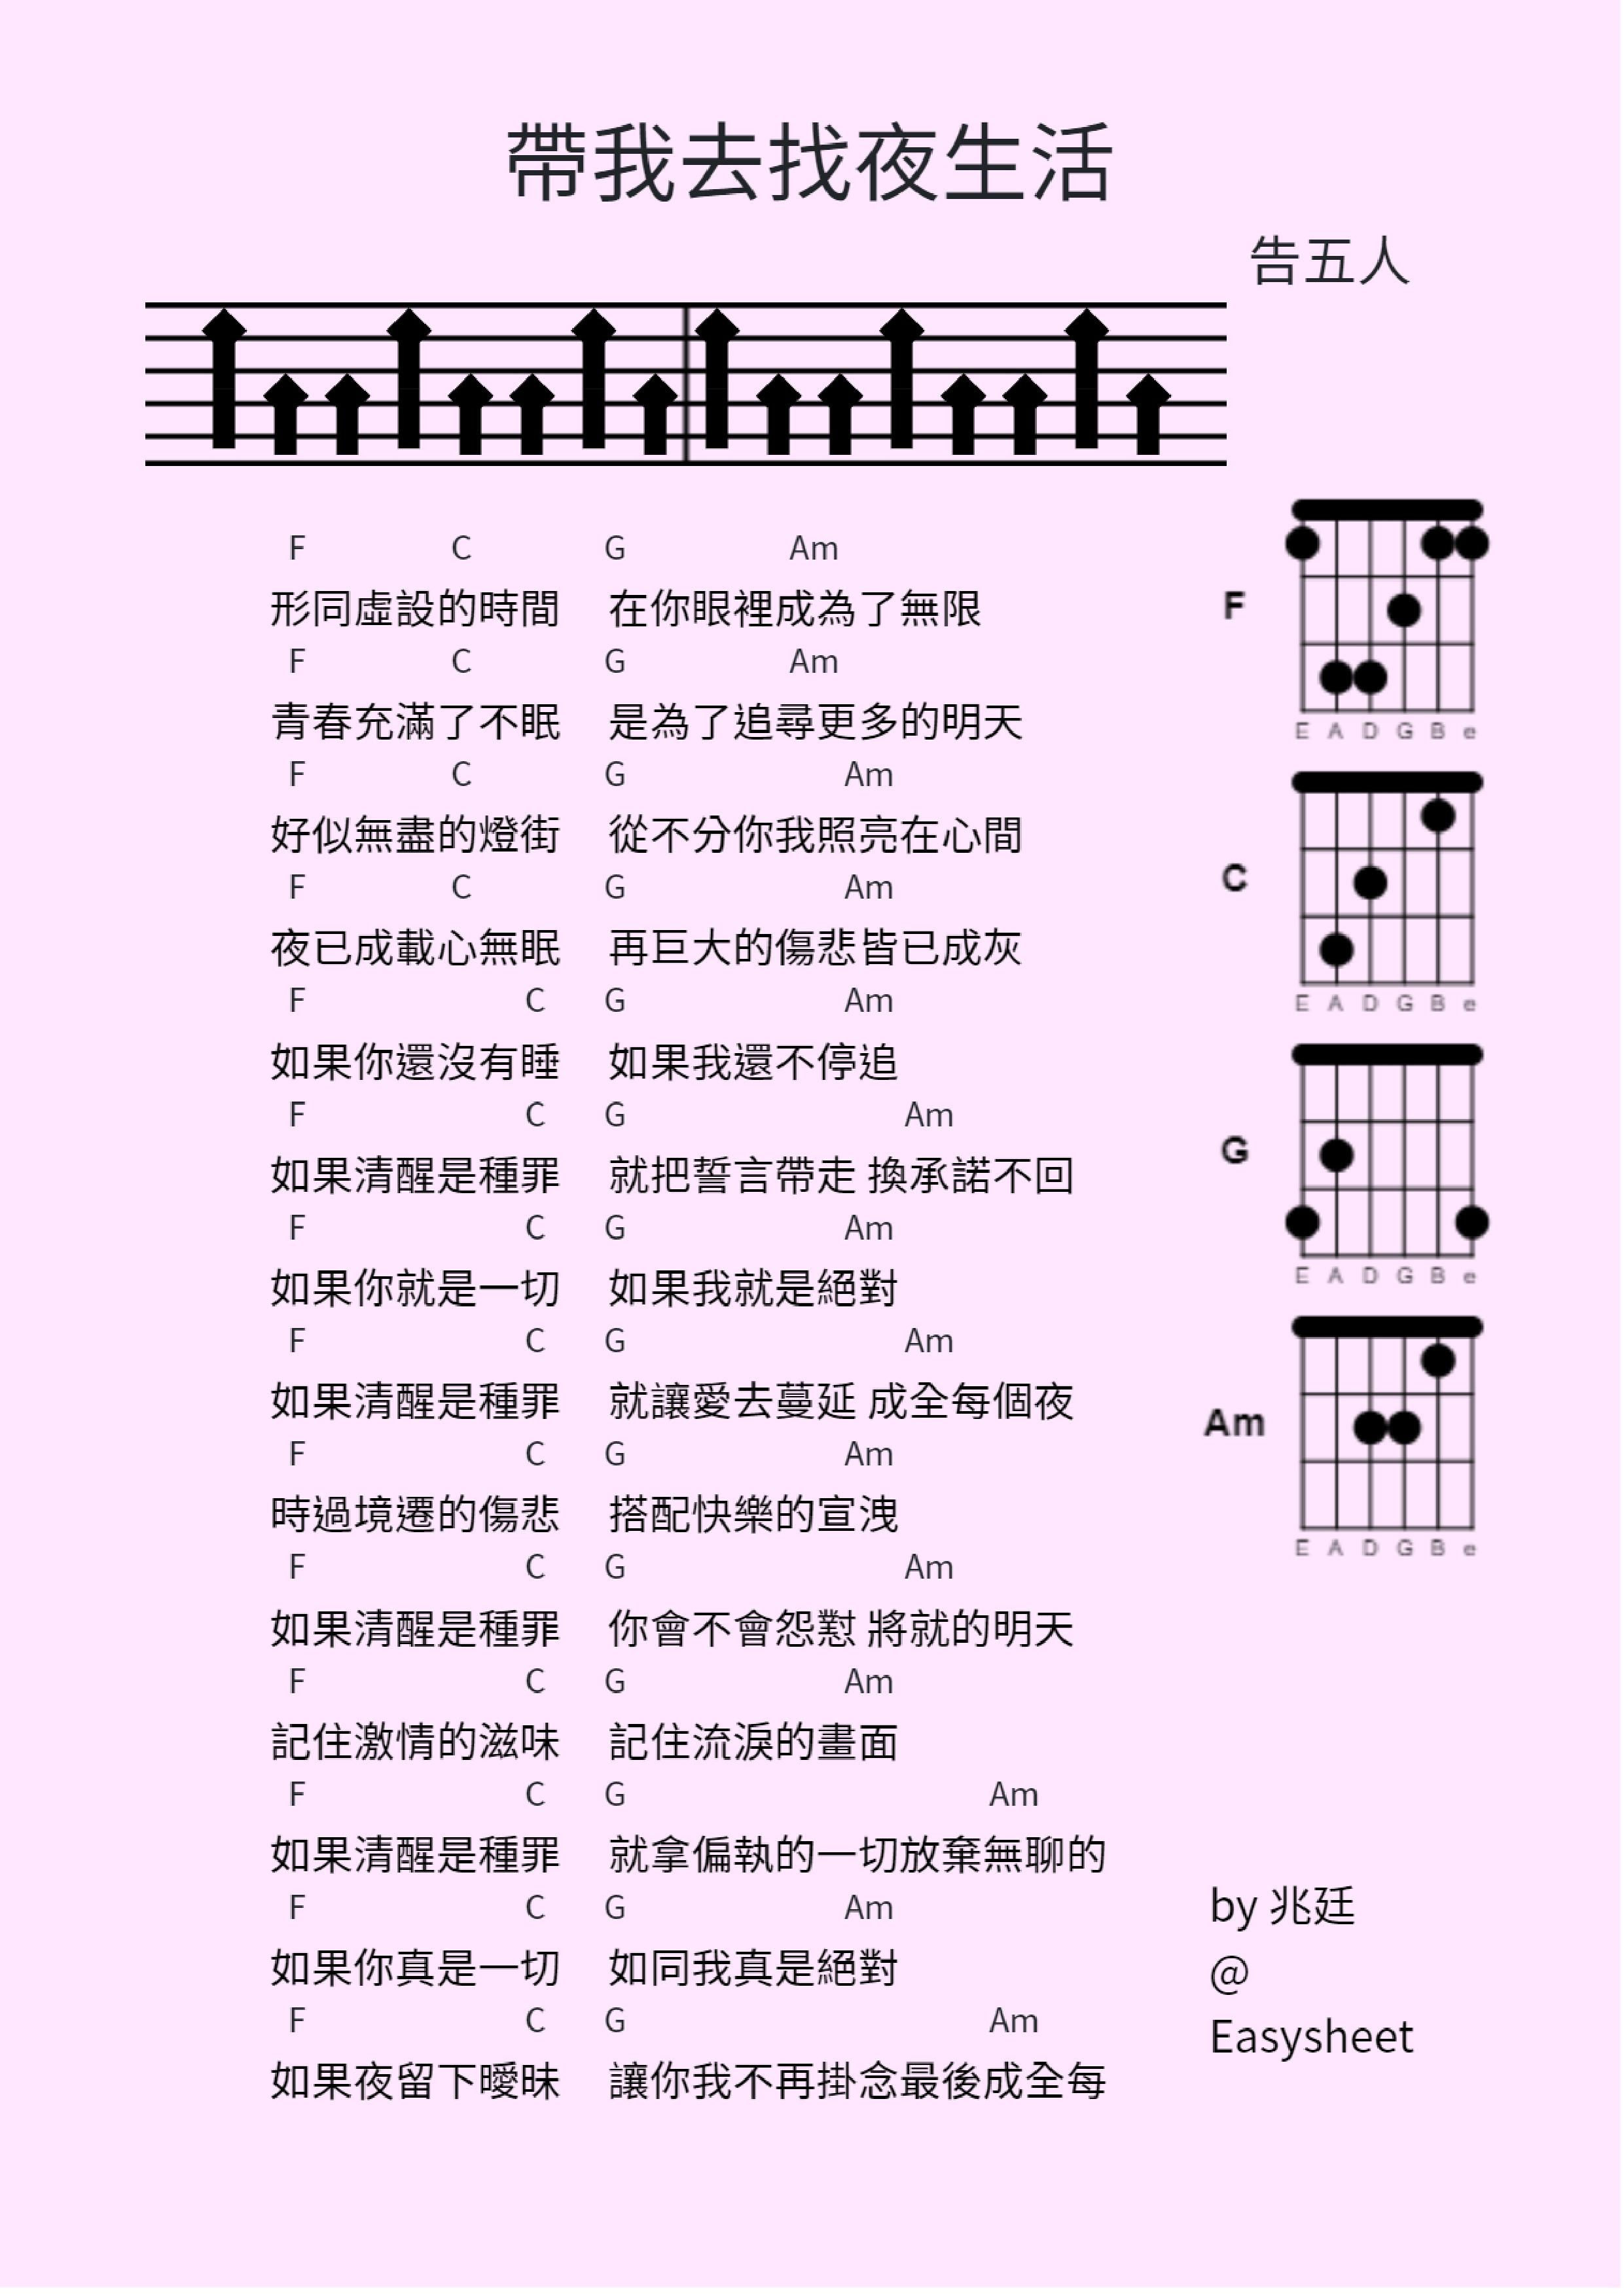 帶我去找夜生活
告五人
F C G Am
形同虛設的時間 在你眼裡成為了無限
F C G Am
青春充滿了不眠 是為了追尋更多的明天
F C G Am
好似無盡的燈街 從不分你我照亮在心間
F C G Am
夜已成載心無眠 再巨大的傷悲皆已成灰
F C G Am
如果你還沒有睡 如果我還不停追
F C G Am
如果清醒是種罪 就把誓言帶走 換承諾不回
F C G Am
如果你就是一切 如果我就是絕對
F C G Am
如果清醒是種罪 就讓愛去蔓延 成全每個夜
F C G Am
時過境遷的傷悲 搭配快樂的宣洩
F C G Am
如果清醒是種罪 你會不會怨懟 將就的明天
F C G Am
記住激情的滋味 記住流淚的畫面
F C G Am
如果清醒是種罪 就拿偏執的一切放棄無聊的
F C G Am
如果你真是一切 如同我真是絕對
F C G Am
如果夜留下曖昧 讓你我不再掛念最後成全每
F
E A D G B e
C
E A D G B e
G
E A D G B e
Am
E A D G B e
by 兆廷
@
Easysheet